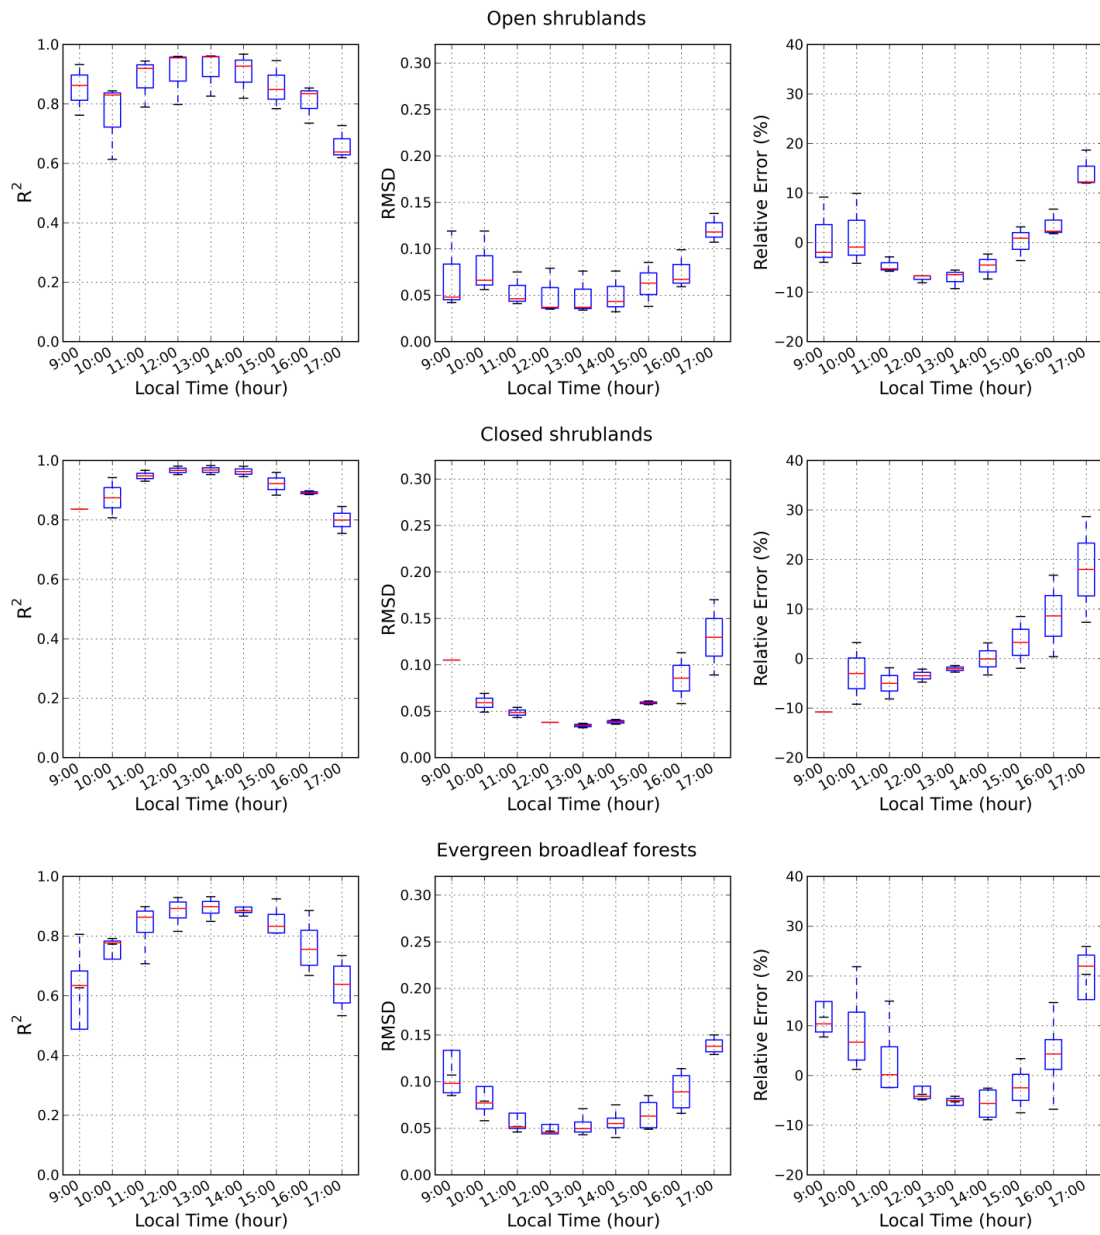 Open shrublands
1.0
0.8
0.6
0.4
0.2
0.0
R²
9:00 10:00 11:00 12:00 13:00 14:00 15:00 16:00 17:00
Local Time (hour)
0.30
0.25
0.20
0.15
0.10
0.05
0.00
RMSD
9:00 10:00 11:00 12:00 13:00 14:00 15:00 16:00 17:00
Local Time (hour)
40
30
20
10
0
−10
−20
Relative Error (%)
9:00 10:00 11:00 12:00 13:00 14:00 15:00 16:00 17:00
Local Time (hour)
Closed shrublands
1.0
0.8
0.6
0.4
0.2
0.0
R²
9:00 10:00 11:00 12:00 13:00 14:00 15:00 16:00 17:00
Local Time (hour)
0.30
0.25
0.20
0.15
0.10
0.05
0.00
RMSD
9:00 10:00 11:00 12:00 13:00 14:00 15:00 16:00 17:00
Local Time (hour)
40
30
20
10
0
−10
−20
Relative Error (%)
9:00 10:00 11:00 12:00 13:00 14:00 15:00 16:00 17:00
Local Time (hour)
Evergreen broadleaf forests
1.0
0.8
0.6
0.4
0.2
0.0
R²
9:00 10:00 11:00 12:00 13:00 14:00 15:00 16:00 17:00
Local Time (hour)
0.30
0.25
0.20
0.15
0.10
0.05
0.00
RMSD
9:00 10:00 11:00 12:00 13:00 14:00 15:00 16:00 17:00
Local Time (hour)
40
30
20
10
0
−10
−20
Relative Error (%)
9:00 10:00 11:00 12:00 13:00 14:00 15:00 16:00 17:00
Local Time (hour)